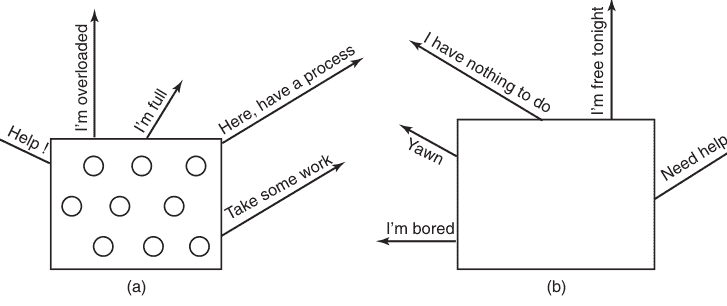 I'm overloaded
I'm full
Here, have a process
Help !
Take some work
(a)
I have nothing to do
I'm free tonight
Yawn
Need help
I'm bored
(b)